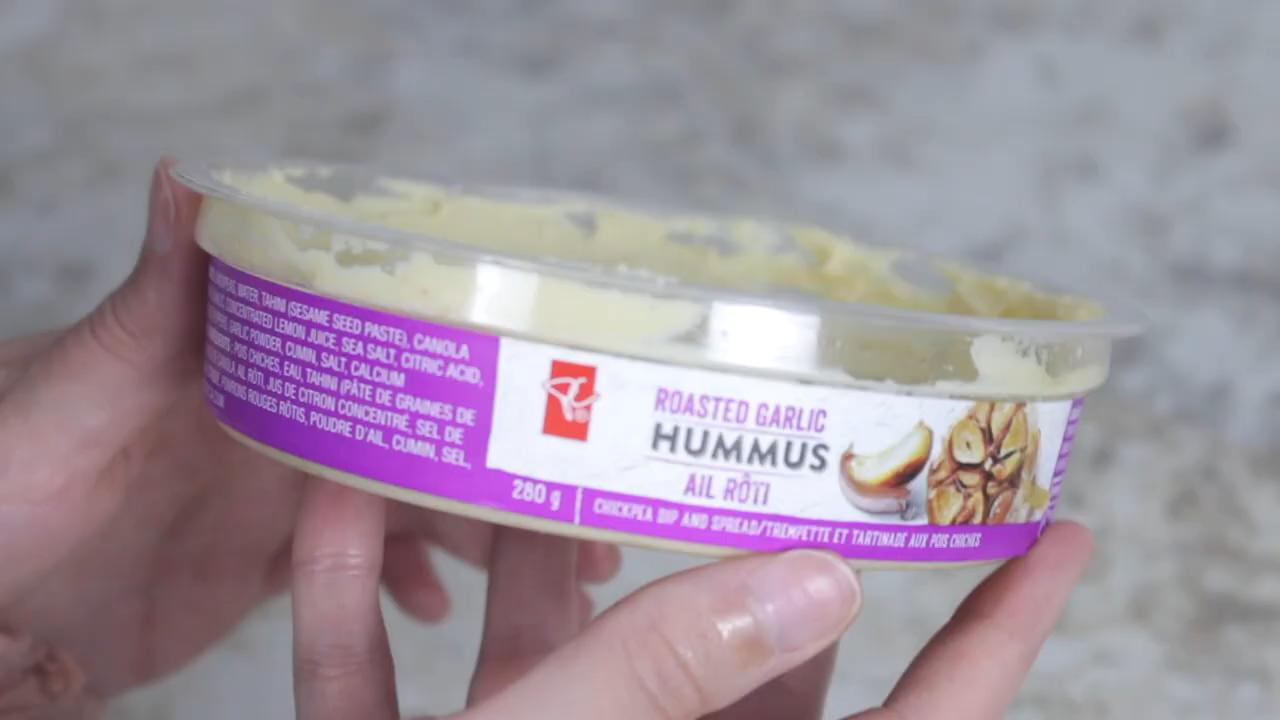 WATER, TAHINI (SESAME SEED PASTE), CANOLA
CONCENTRATED LEMON JUICE, SEA SALT, CITRIC ACID,
GARLIC POWDER, CUMIN, SALT, CALCIUM
: POIS CHICHES, EAU, TAHINI (PÂTE DE GRAINES DE
AIL RÔTI, JUS DE CITRON CONCENTRÉ, SEL DE
POIVRONS ROUGES RÔTIS, POUDRE D'AIL, CUMIN, SEL,
PC
ROASTED GARLIC
HUMMUS
AIL RÔTI
280 g
CHICKPEA DIP AND SPREAD/TREMPETTE ET TARTINADE AUX POIS CHICHES